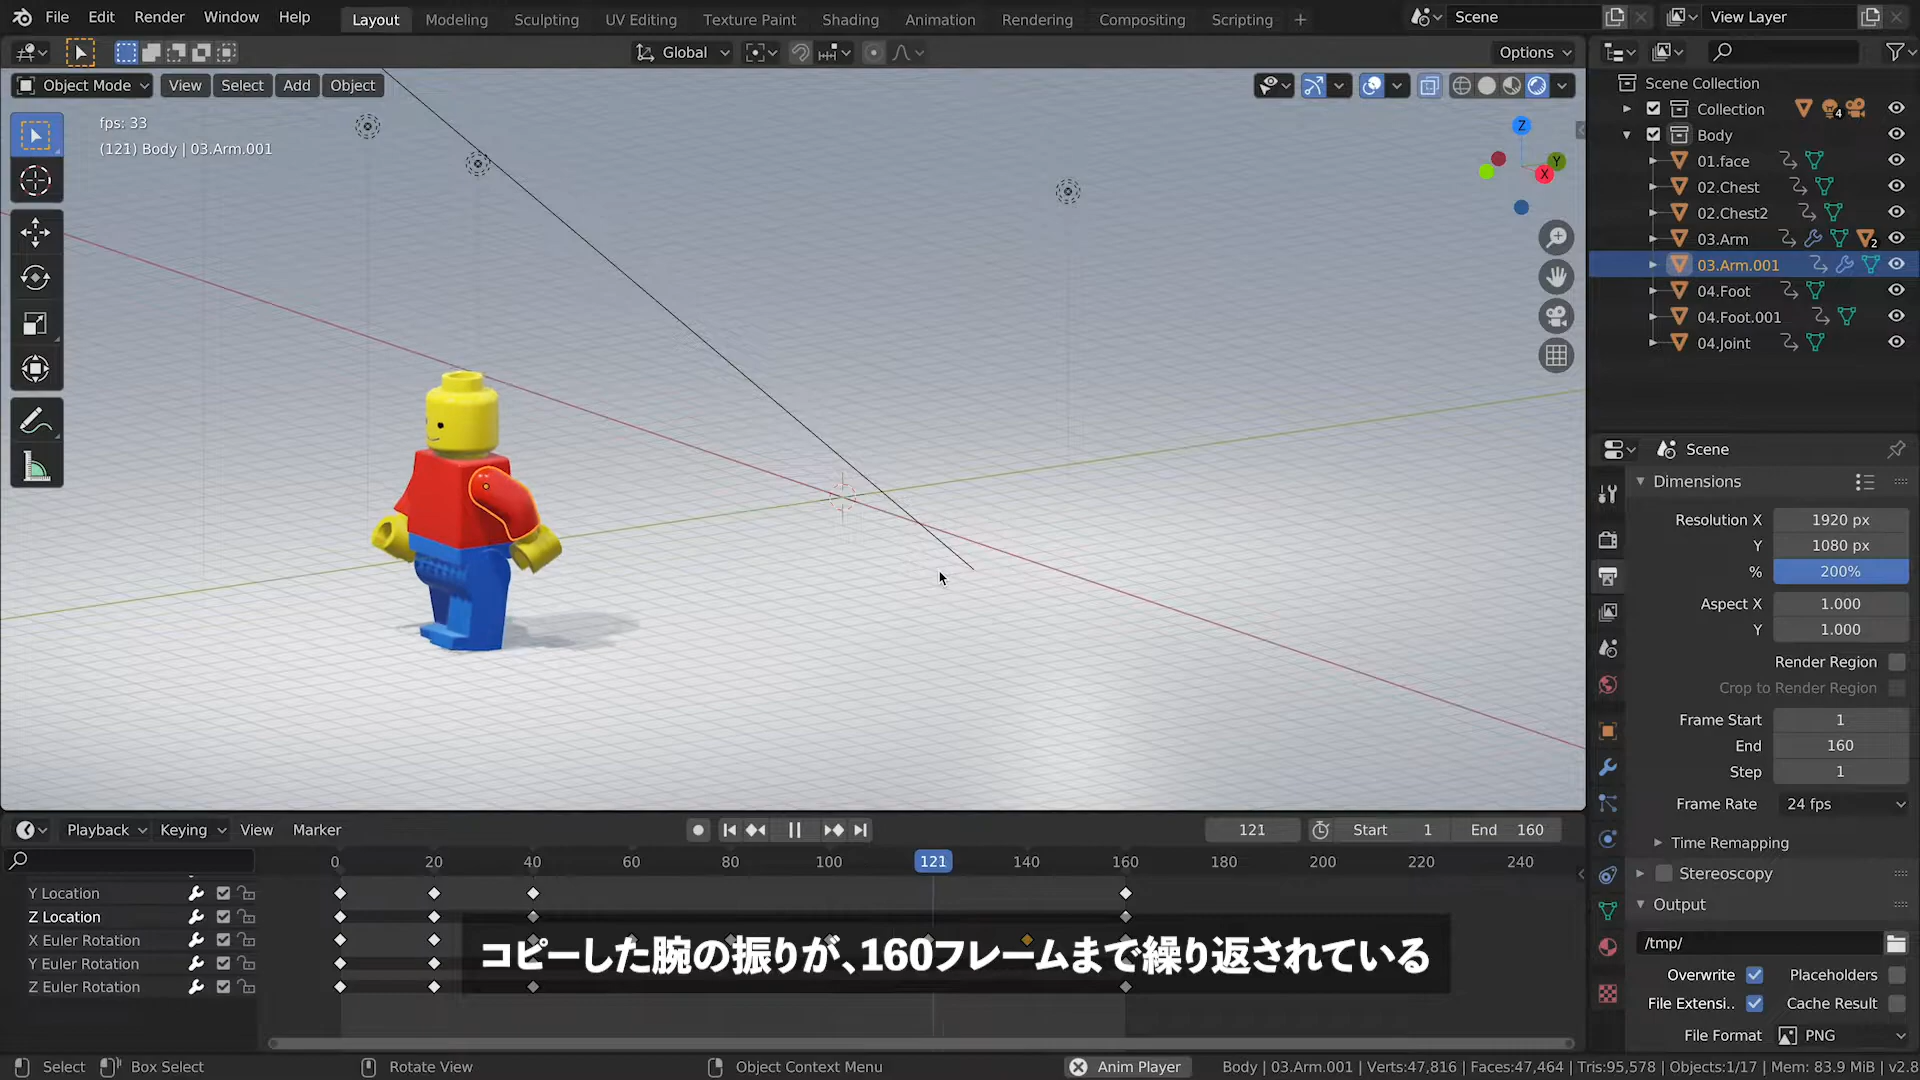 File Edit Render Window Help Layout Modeling Sculpting UV Editing Texture Paint Shading Animation Rendering Compositing Scripting + Scene View Layer
Global Options
Object Mode View Select Add Object
fps: 33
(121) Body | 03.Arm.001
Z
Y
X
Scene Collection
Collection 4
Body
01.face
02.Chest
02.Chest2
03.Arm 2
03.Arm.001
04.Foot
04.Foot.001
04.Joint
Scene
Dimensions
Resolution X 1920 px
Y 1080 px
% 200%
Aspect X 1.000
Y 1.000
Render Region
Crop to Render Region
Frame Start 1
End 160
Step 1
Frame Rate 24 fps
Time Remapping
Stereoscopy
Output
/tmp/
Overwrite Placeholders
File Extensi.. Cache Result
File Format PNG
Playback Keying View Marker 121 Start 1 End 160
0 20 40 60 80 100 121 140 160 180 200 220 240
Y Location
Z Location
X Euler Rotation
Y Euler Rotation
Z Euler Rotation
コピーした腕の振りが、160フレームまで繰り返されている
Select Box Select Rotate View Object Context Menu Anim Player Body | 03.Arm.001 | Verts:47,816 | Faces:47,464 | Tris:95,578 | Objects:1/17 | Mem: 83.9 MiB | v2.8